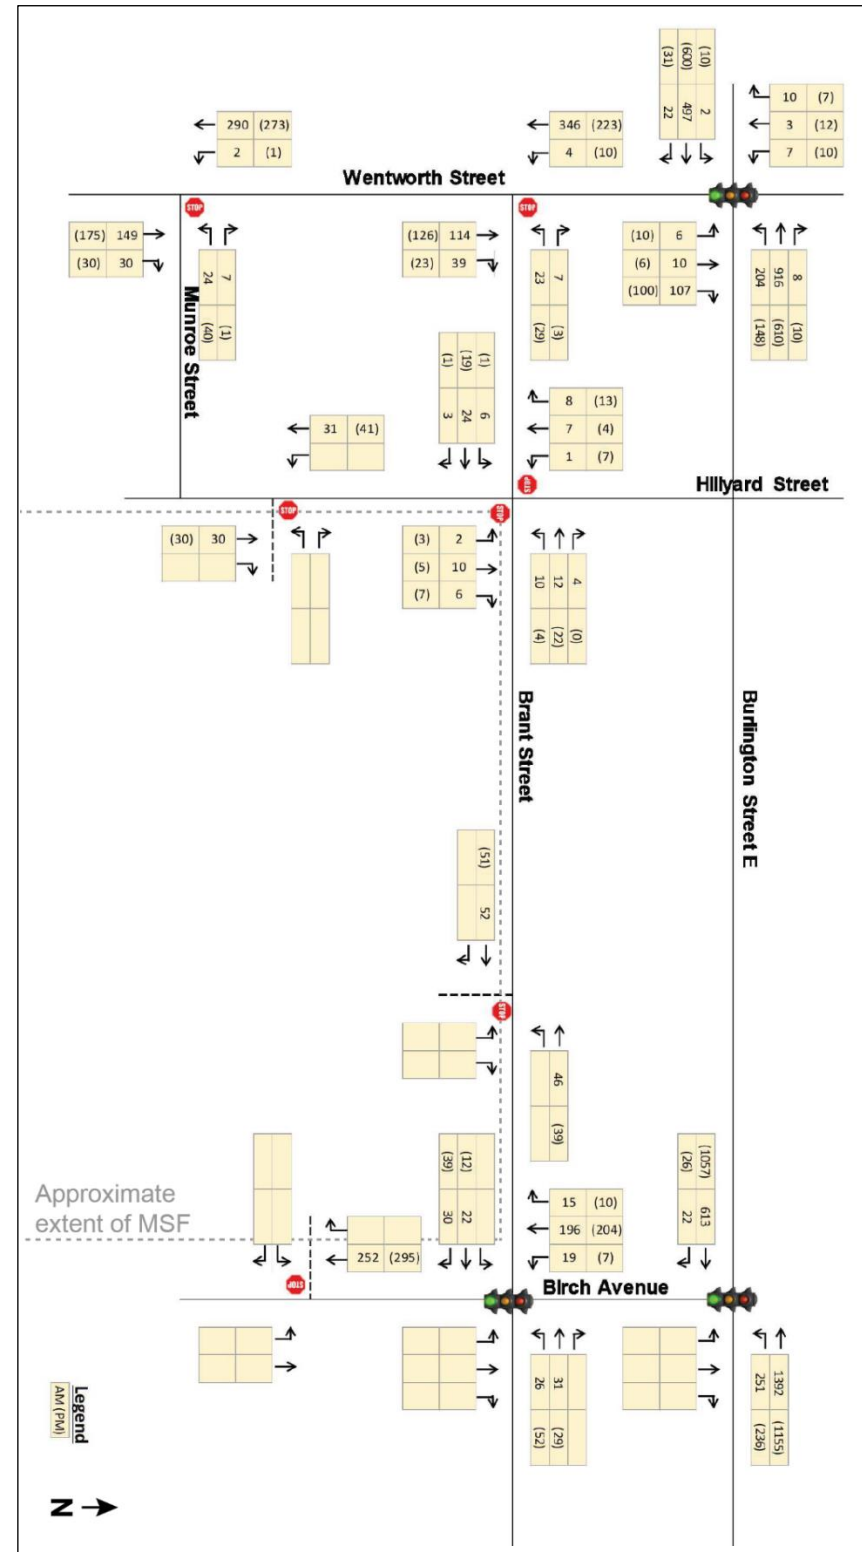 (10) 2
(600) 497
(31) 22
10 (7)
3 (12)
7 (10)
290 (273)
2 (1)
346 (223)
4 (10)
Wentworth Street
STOP
STOP
(175) 149
(30) 30
7 (1)
24 (40)
Munroe Street
(126) 114
(23) 39
7 (3)
23 (29)
(10) 6
(6) 10
(100) 107
8 (10)
916 (610)
204 (148)
(1) 6
(19) 24
(1) 3
8 (13)
7 (4)
1 (7)
31 (41)
STOP
Hillyard Street
STOP
STOP
(30) 30
(3) 2
(5) 10
(7) 6
4 (0)
12 (22)
10 (4)
Brant Street
Burlington Street E
(51) 52
STOP
46 (39)
(12) 22
(39) 30
15 (10)
196 (204)
19 (7)
(1057) 613
(26) 22
Approximate
extent of MSF
252 (295)
STOP
Birch Avenue
31 (29)
26 (52)
1392 (1155)
251 (236)
Legend
AM (PM)
N